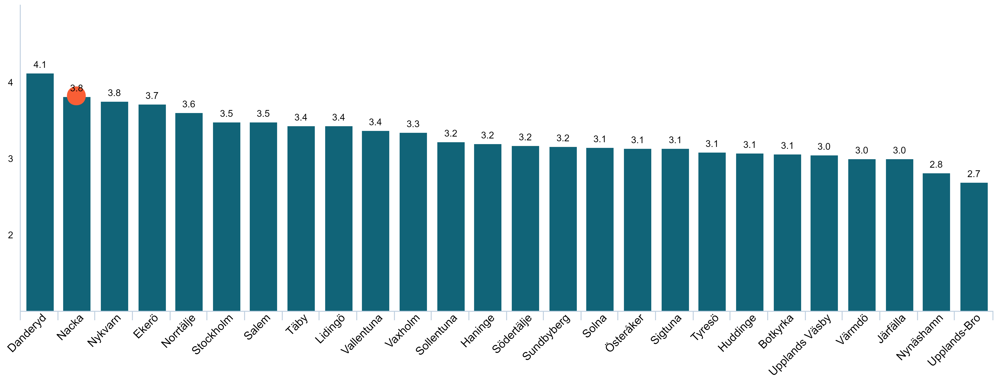 4.1 3.8 3.8 3.7 3.6 3.5 3.5 3.4 3.4 3.4 3.3 3.2 3.2 3.2 3.2 3.1 3.1 3.1 3.1 3.1 3.1 3.0 3.0 3.0 2.8 2.7
4
3
2
Danderyd
Nacka
Nykvarn
Ekerö
Norrtälje
Stockholm
Salem
Täby
Lidingö
Vallentuna
Vaxholm
Sollentuna
Haninge
Södertälje
Sundbyberg
Solna
Österåker
Sigtuna
Tyresö
Huddinge
Botkyrka
Upplands Väsby
Värmdö
Järfälla
Nynäshamn
Upplands-Bro